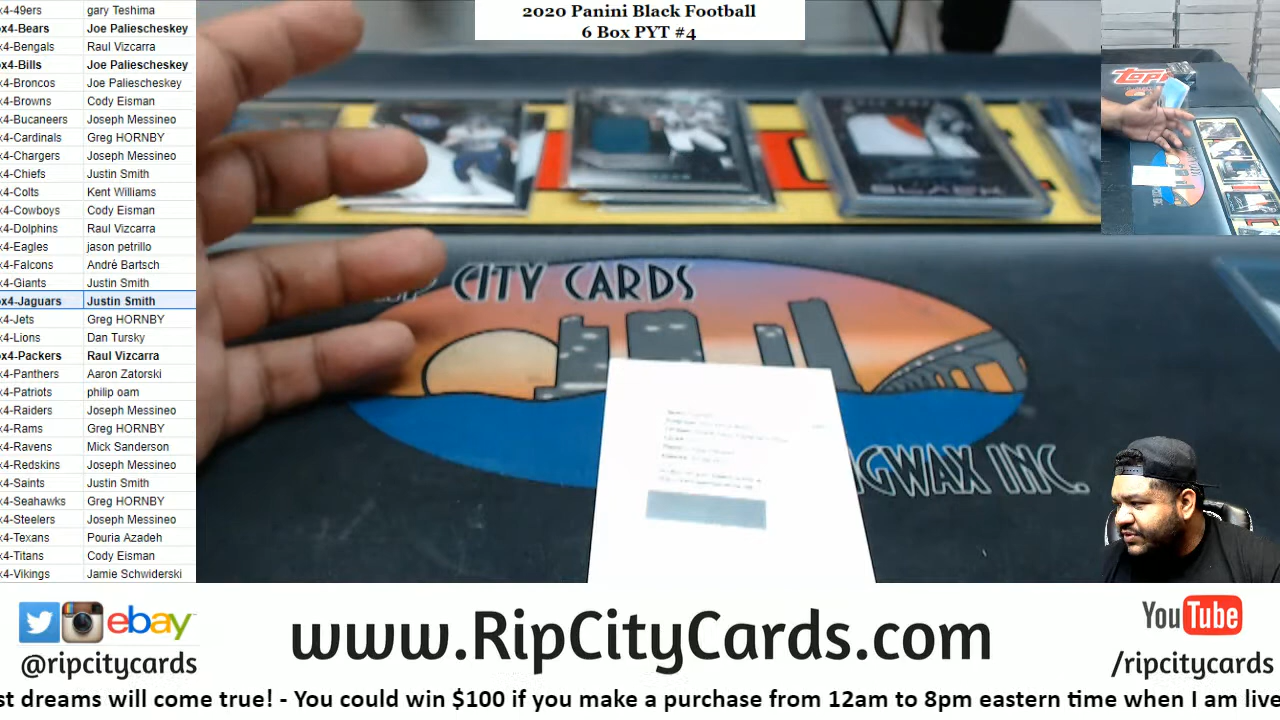 2020 Panini Black Football
6 Box PYT #4
x4-49ers gary Teshima
x4-Bears Joe Paliescheskey
x4-Bengals Raul Vizcarra
x4-Bills Joe Paliescheskey
x4-Broncos Joe Paliescheskey
x4-Browns Cody Eisman
x4-Bucaneers Joseph Messineo
x4-Cardinals Greg HORNBY
x4-Chargers Joseph Messineo
x4-Chiefs Justin Smith
x4-Colts Kent Williams
x4-Cowboys Cody Eisman
x4-Dolphins Raul Vizcarra
x4-Eagles jason petrillo
x4-Falcons André Bartsch
x4-Giants Justin Smith
x4-Jaguars Justin Smith
x4-Jets Greg HORNBY
x4-Lions Dan Tursky
x4-Packers Raul Vizcarra
x4-Panthers Aaron Zatorski
x4-Patriots philip oam
x4-Raiders Joseph Messineo
x4-Rams Greg HORNBY
Mick Sanderson
x4-Redskins Joseph Messineo
x4-Saints Justin Smith
x4-Seahawks Greg HORNBY
x4-Steelers Joseph Messineo
x4-Texans Pouria Azadeh
x4-Titans Cody Eisman
x4-Vikings Jamie Schwiderski
BLACK
CITY CARDS
GWAX INC.
ebay
@ripcitycards
www.RipCityCards.com
YouTube
/ripcitycards
st dreams will come true! - You could win $100 if you make a purchase from 12am to 8pm eastern time when I am live